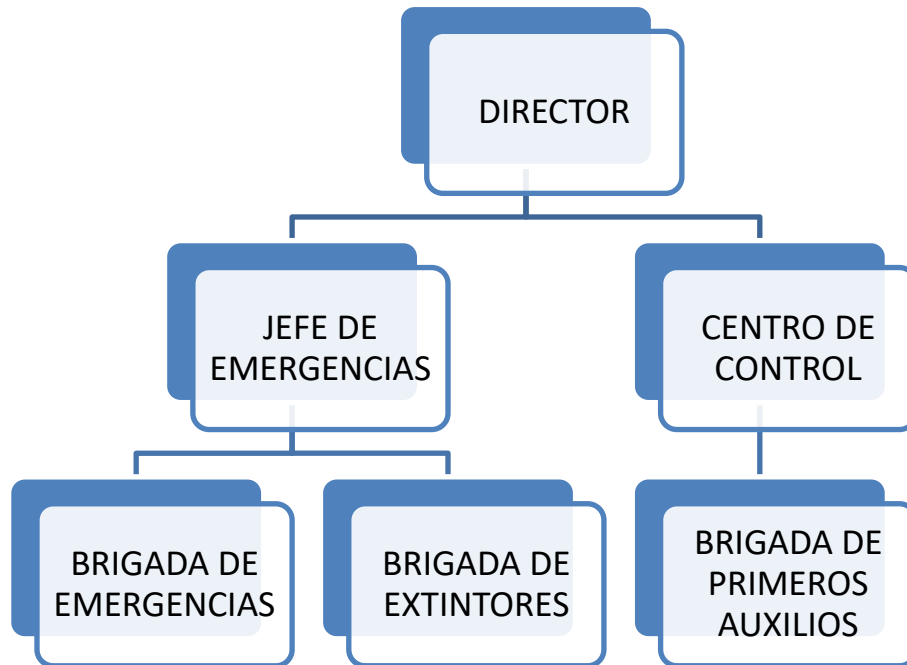 DIRECTOR
JEFE DE
EMERGENCIAS
CENTRO DE
CONTROL
BRIGADA DE
EMERGENCIAS
BRIGADA DE
EXTINTORES
BRIGADA DE
PRIMEROS
AUXILIOS